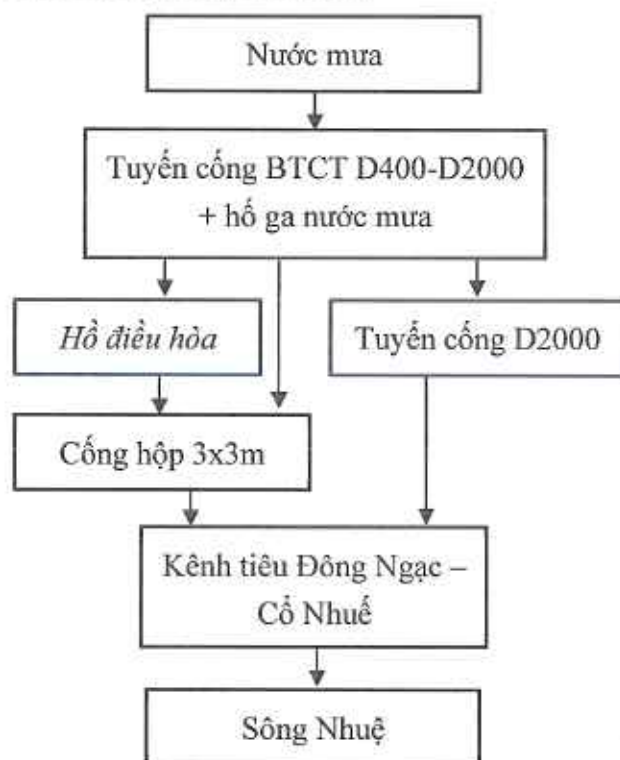 Nước mưa
Tuyến cống BTCT D400-D2000
+ hố ga nước mưa
Hồ điều hòa
Tuyến cống D2000
Cống hộp 3x3m
Kênh tiêu Đông Ngạc –
Cổ Nhuế
Sông Nhuệ